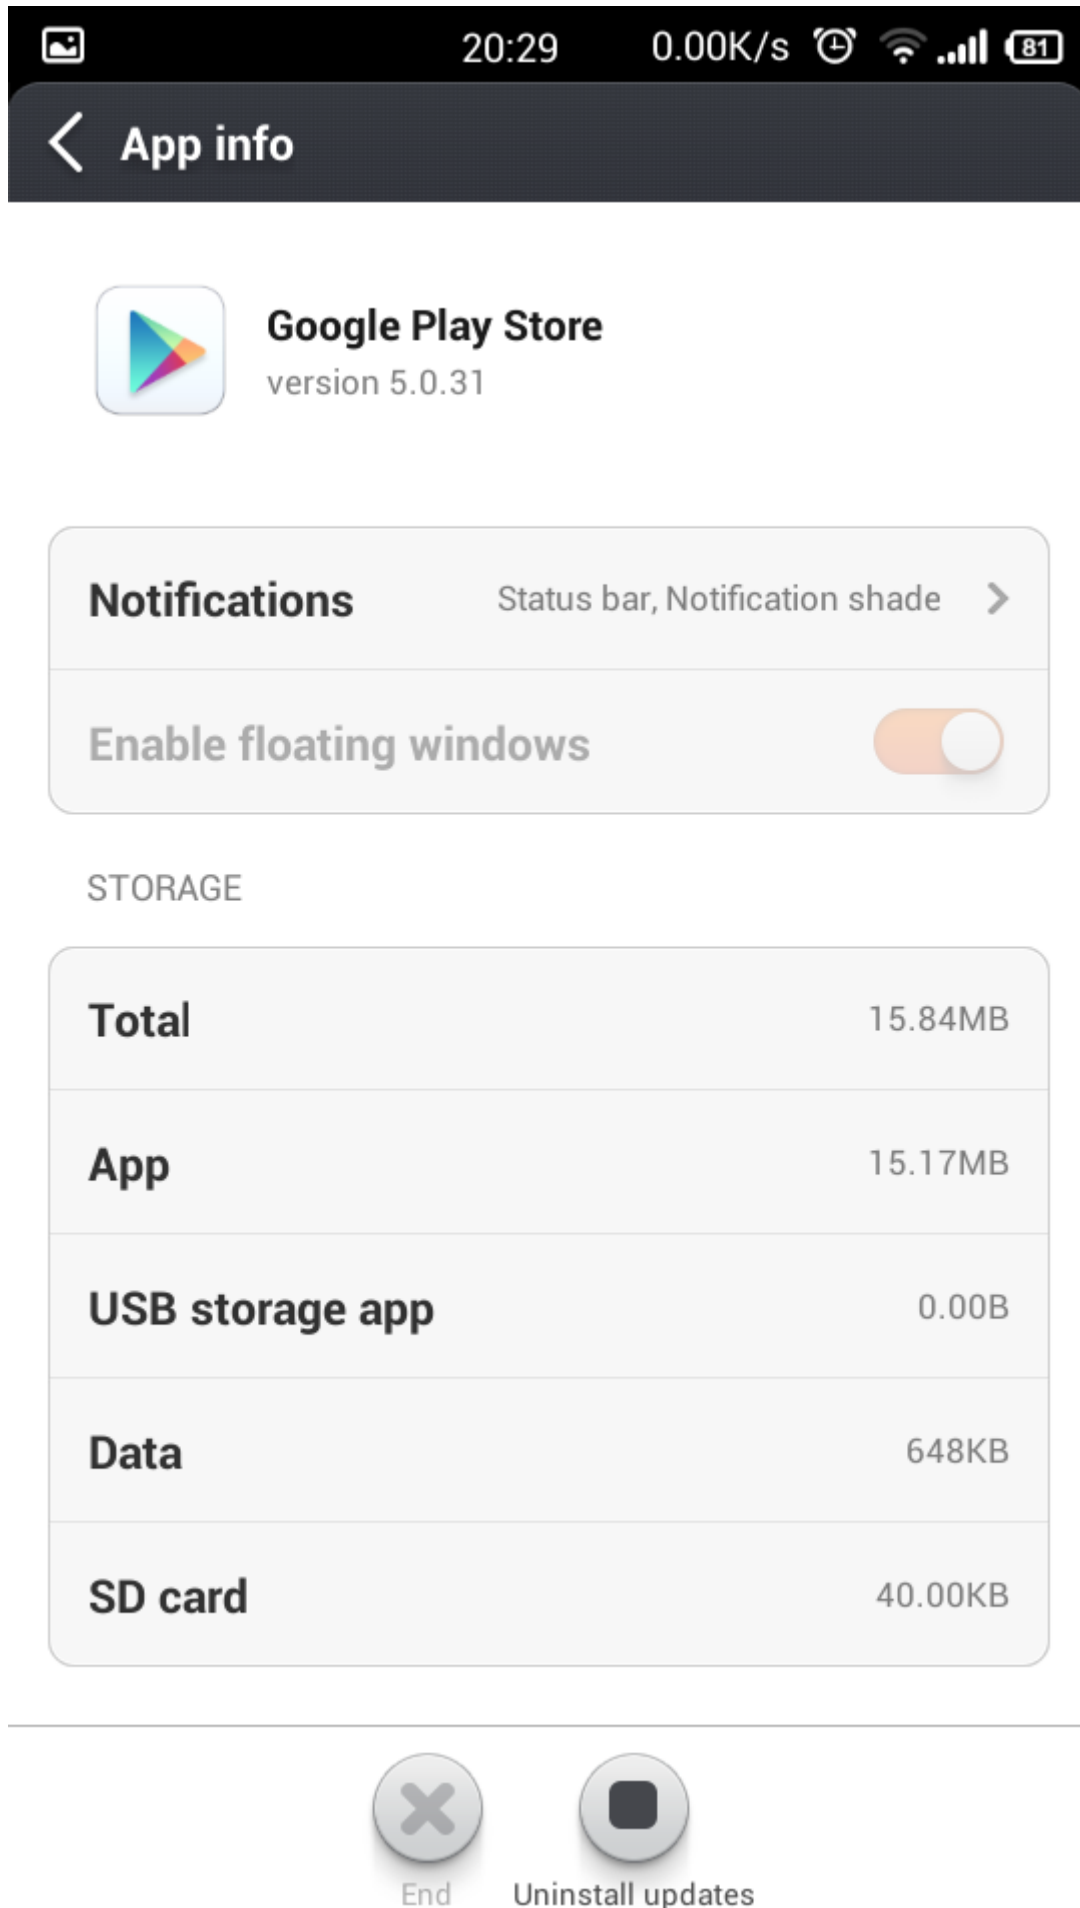 20:29 0.00K/s 81
App info
Google Play Store
version 5.0.31
Notifications Status bar, Notification shade
Enable floating windows
STORAGE
Total 15.84MB
App 15.17MB
USB storage app 0.00B
Data 648KB
SD card 40.00KB
End Uninstall updates